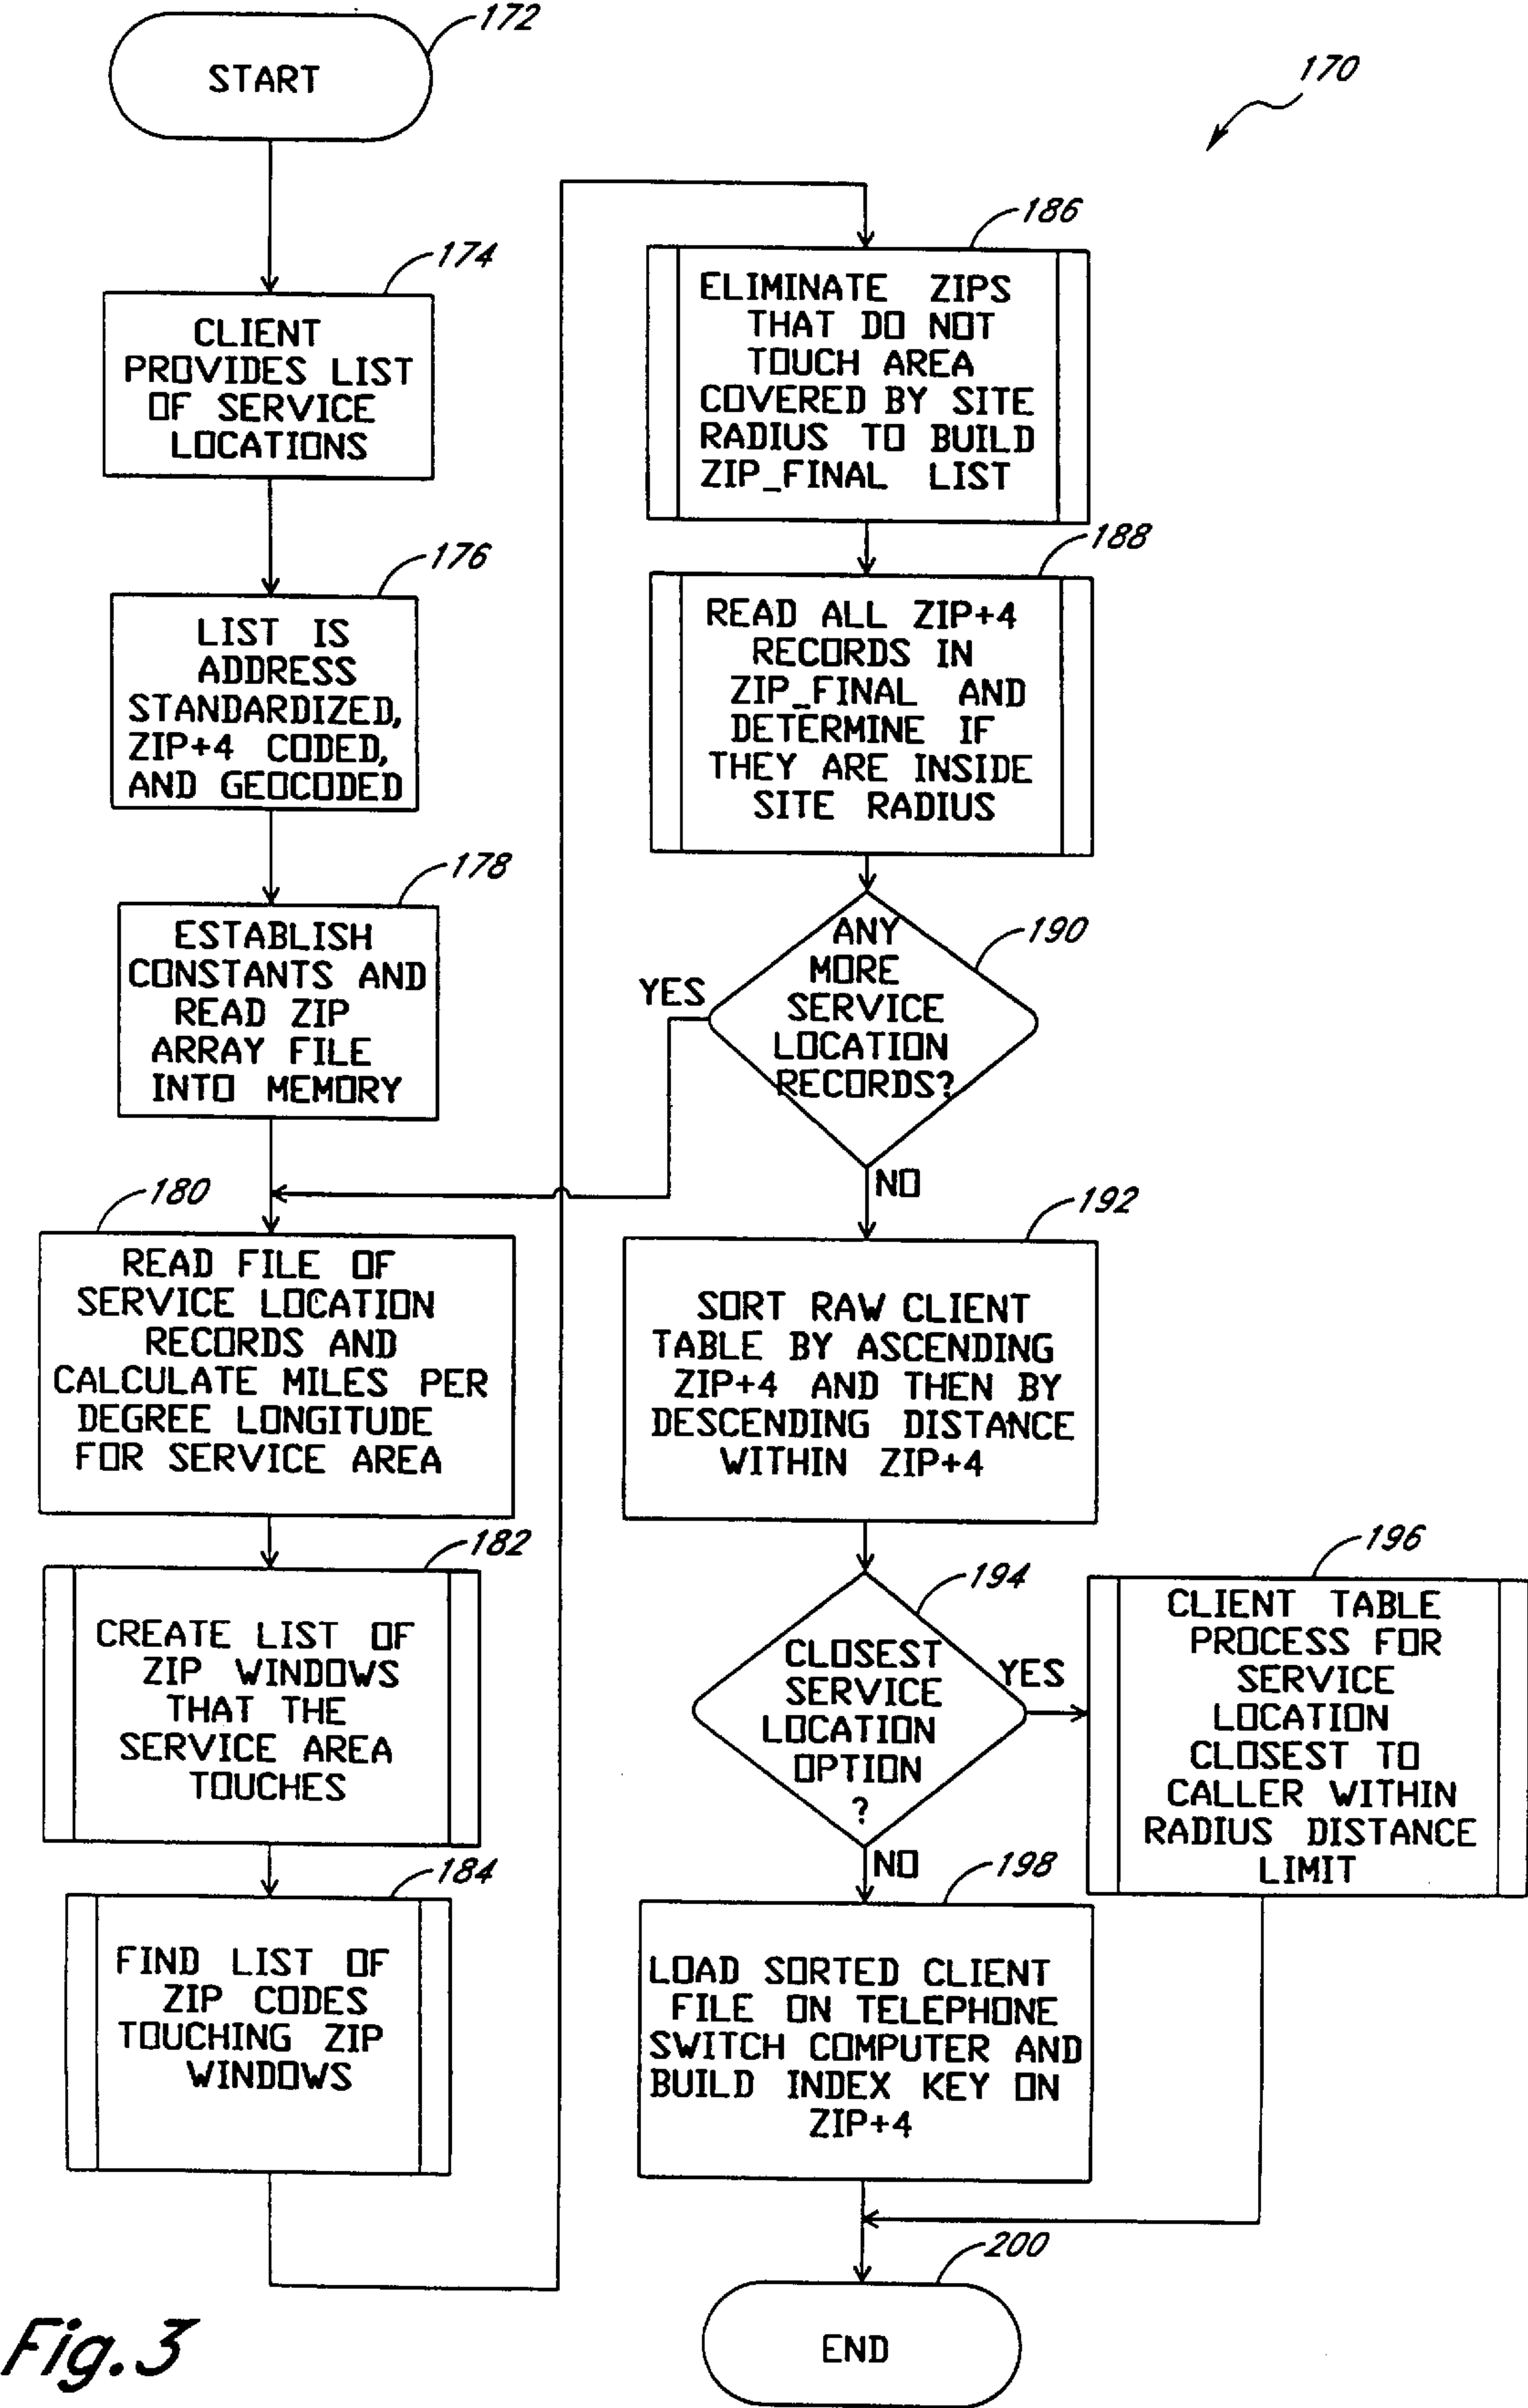 172
START
170
174
CLIENT
PROVIDES LIST
OF SERVICE
LOCATIONS
176
LIST IS
ADDRESS
STANDARDIZED,
ZIP+4 CODED,
AND GEOCODED
178
ESTABLISH
CONSTANTS AND
READ ZIP
ARRAY FILE
INTO MEMORY
180
READ FILE OF
SERVICE LOCATION
RECORDS AND
CALCULATE MILES PER
DEGREE LONGITUDE
FOR SERVICE AREA
182
CREATE LIST OF
ZIP WINDOWS
THAT THE
SERVICE AREA
TOUCHES
184
FIND LIST OF
ZIP CODES
TOUCHING ZIP
WINDOWS
186
ELIMINATE ZIPS
THAT DO NOT
TOUCH AREA
COVERED BY SITE
RADIUS TO BUILD
ZIP_FINAL LIST
188
READ ALL ZIP+4
RECORDS IN
ZIP_FINAL AND
DETERMINE IF
THEY ARE INSIDE
SITE RADIUS
190
ANY
MORE
SERVICE
LOCATION
RECORDS?
YES
NO
192
SORT RAW CLIENT
TABLE BY ASCENDING
ZIP+4 AND THEN BY
DESCENDING DISTANCE
WITHIN ZIP+4
194
CLOSEST
SERVICE
LOCATION
OPTION
?
YES
NO
196
CLIENT TABLE
PROCESS FOR
SERVICE
LOCATION
CLOSEST TO
CALLER WITHIN
RADIUS DISTANCE
LIMIT
198
LOAD SORTED CLIENT
FILE ON TELEPHONE
SWITCH COMPUTER AND
BUILD INDEX KEY ON
ZIP+4
200
END
Fig.3